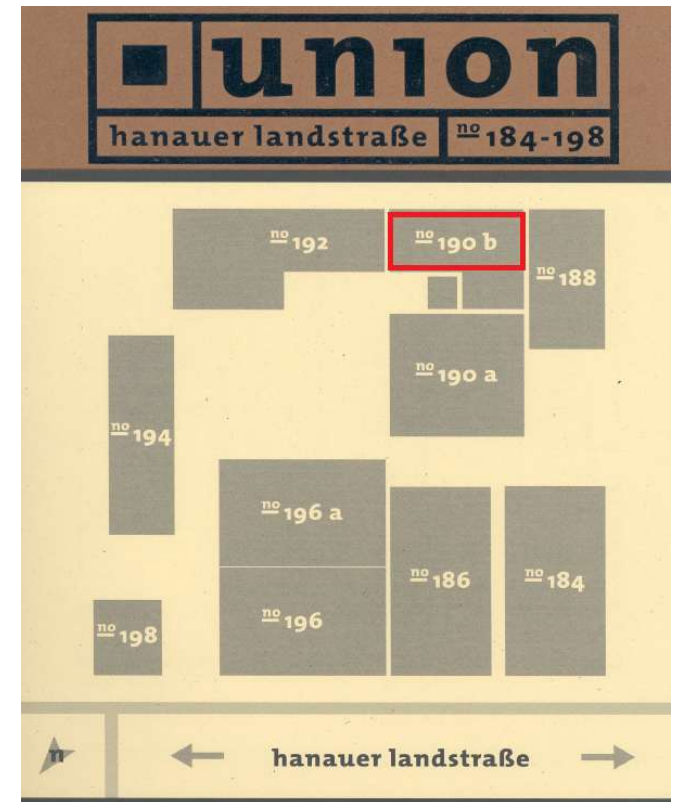 union
hanauer landstraße no 184-198
no 192
no 190 b
no 188
no 190 a
no 194
no 196 a
no 186
no 184
no 196
no 198
n
hanauer landstraße